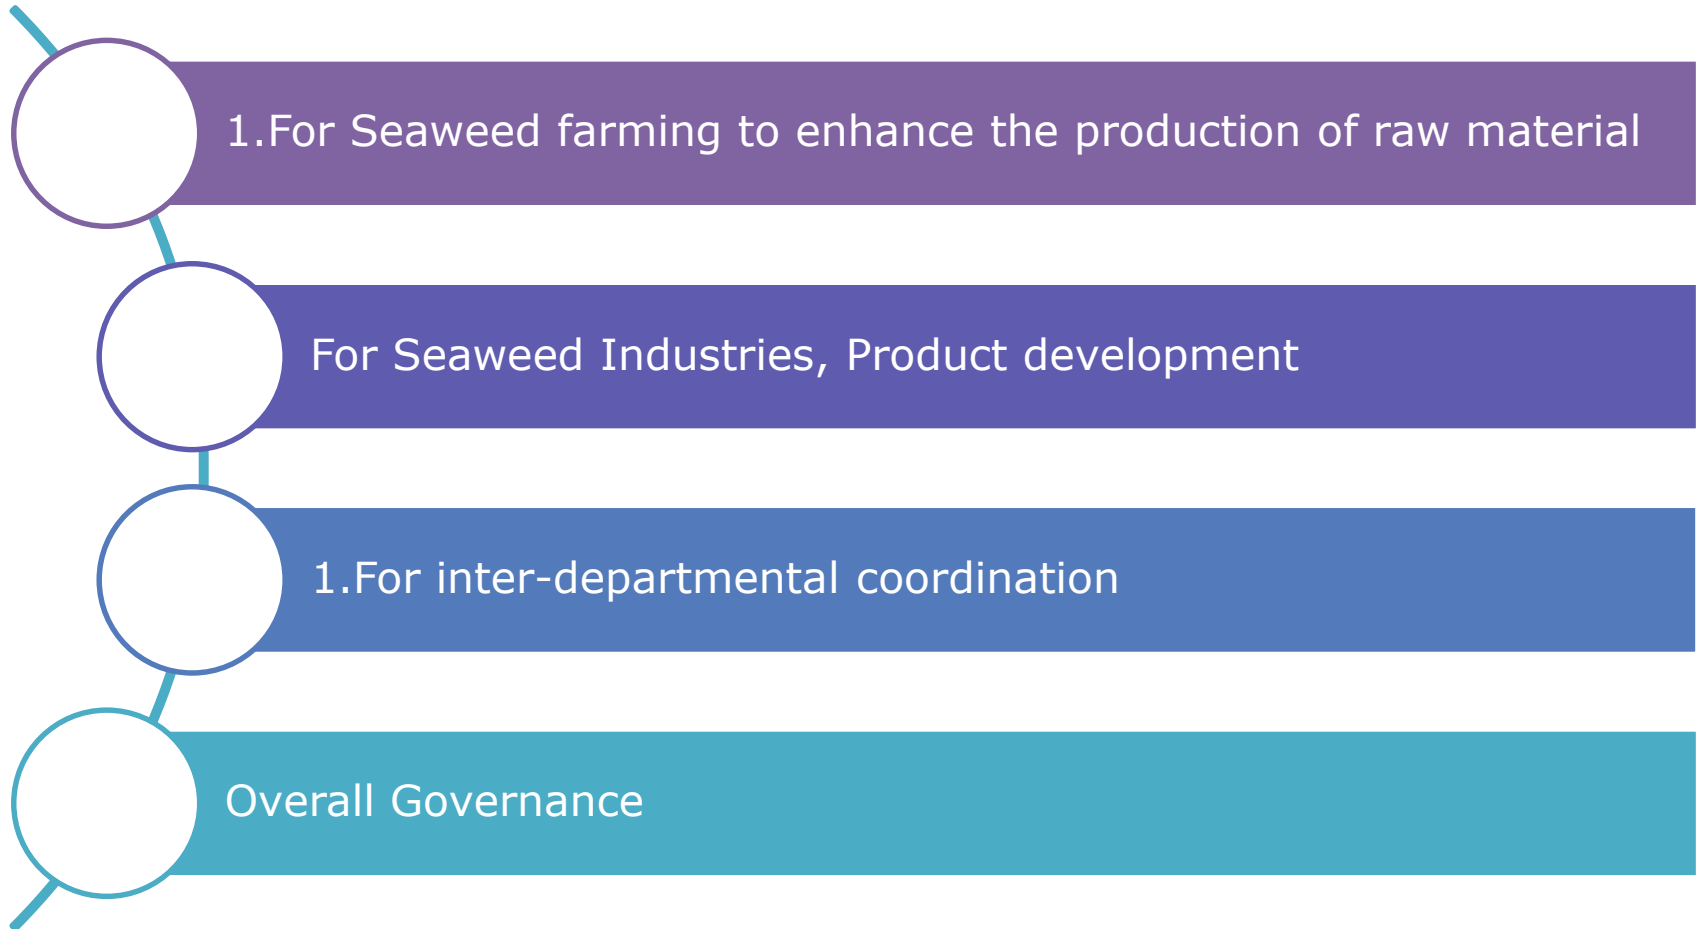 1.For Seaweed farming to enhance the production of raw material
For Seaweed Industries, Product development
1.For inter-departmental coordination
Overall Governance